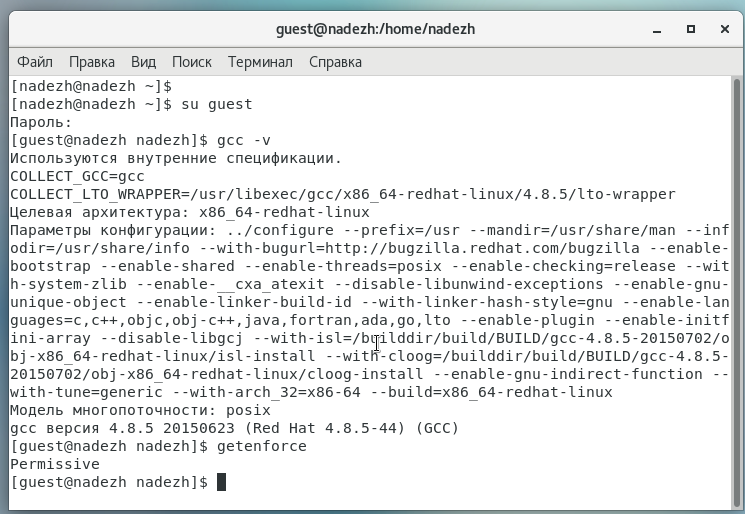 guest@nadezh:/home/nadezh
Файл Правка Вид Поиск Терминал Справка
[nadezh@nadezh ~]$
[nadezh@nadezh ~]$ su guest
Пароль:
[guest@nadezh nadezh]$ gcc -v
Используются внутренние спецификации.
COLLECT_GCC=gcc
COLLECT_LTO_WRAPPER=/usr/libexec/gcc/x86_64-redhat-linux/4.8.5/lto-wrapper
Целевая архитектура: x86_64-redhat-linux
Параметры конфигурации: ../configure --prefix=/usr --mandir=/usr/share/man --inf
odir=/usr/share/info --with-bugurl=http://bugzilla.redhat.com/bugzilla --enable-
bootstrap --enable-shared --enable-threads=posix --enable-checking=release --wit
h-system-zlib --enable-__cxa_atexit --disable-libunwind-exceptions --enable-gnu-
unique-object --enable-linker-build-id --with-linker-hash-style=gnu --enable-lan
guages=c,c++,objc,obj-c++,java,fortran,ada,go,lto --enable-plugin --enable-initf
ini-array --disable-libgcj --with-isl=/builddir/build/BUILD/gcc-4.8.5-20150702/o
bj-x86_64-redhat-linux/isl-install --with-cloog=/builddir/build/BUILD/gcc-4.8.5-
20150702/obj-x86_64-redhat-linux/cloog-install --enable-gnu-indirect-function --
with-tune=generic --with-arch_32=x86-64 --build=x86_64-redhat-linux
Модель многопоточности: posix
gcc версия 4.8.5 20150623 (Red Hat 4.8.5-44) (GCC)
[guest@nadezh nadezh]$ getenforce
Permissive
[guest@nadezh nadezh]$